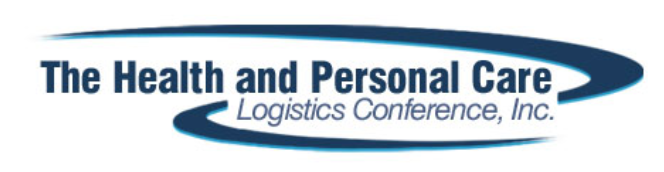 The Health and Personal Care
Logistics Conference, Inc.